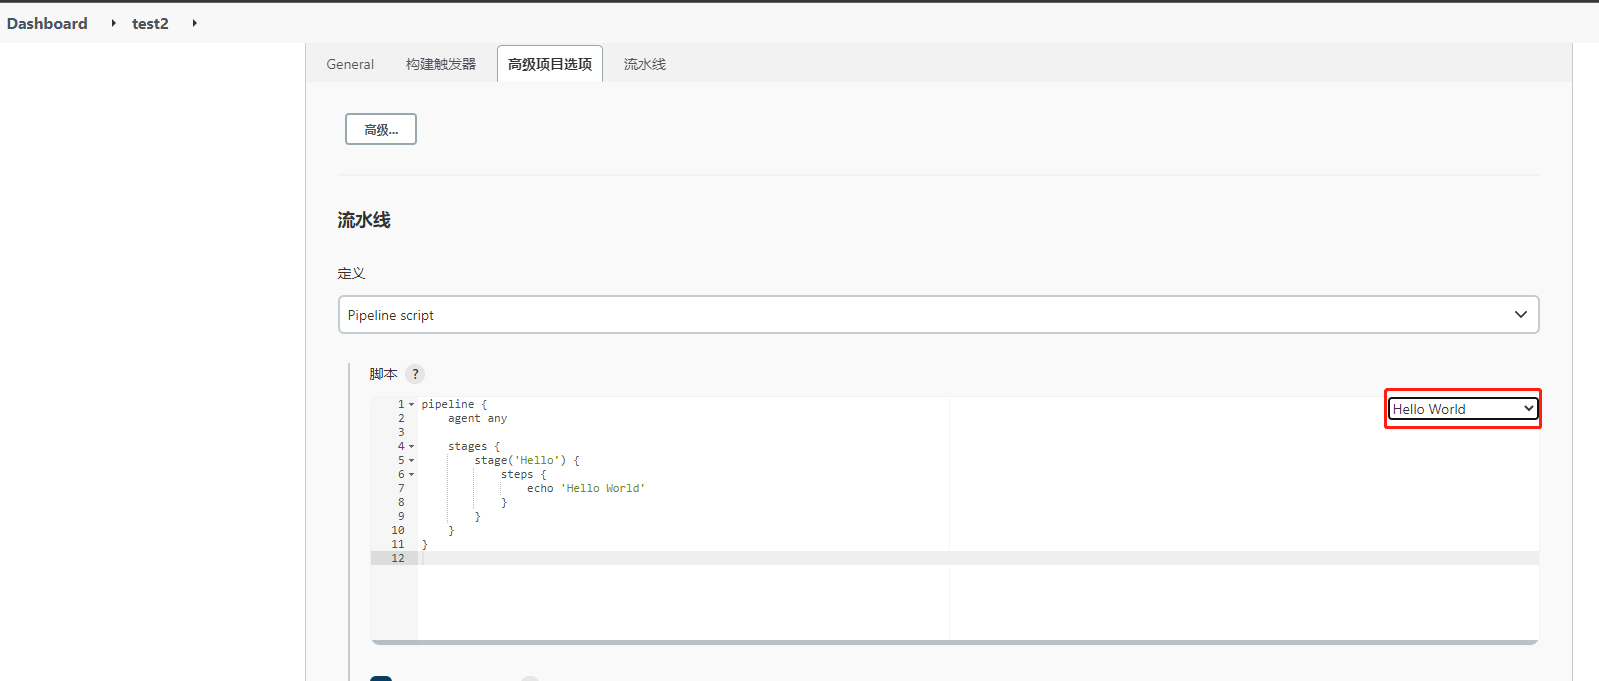 Dashboard test2
General 构建触发器 高级项目选项 流水线
高级...
流水线
定义
Pipeline script
脚本 ?
Hello World
1 pipeline {
2 agent any
3
4 stages {
5 stage('Hello') {
6 steps {
7 echo 'Hello World'
8 }
9 }
10 }
11 }
12